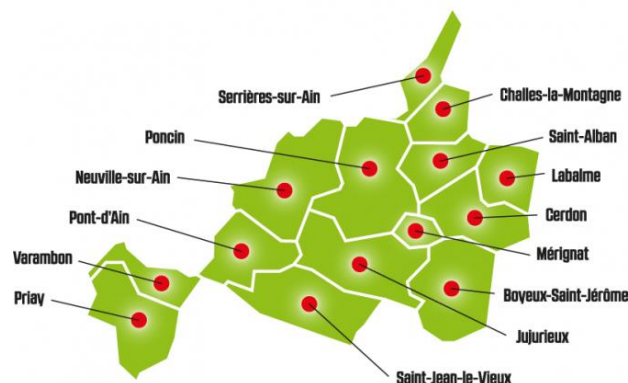 Serrières-sur-Ain
Challes-la-Montagne
Poncin
Saint-Alban
Neuville-sur-Ain
Labalme
Pont-d'Ain
Cerdon
Varambon
Mérignat
Priay
Boyeux-Saint-Jérôme
Jujurieux
Saint-Jean-le-Vieux